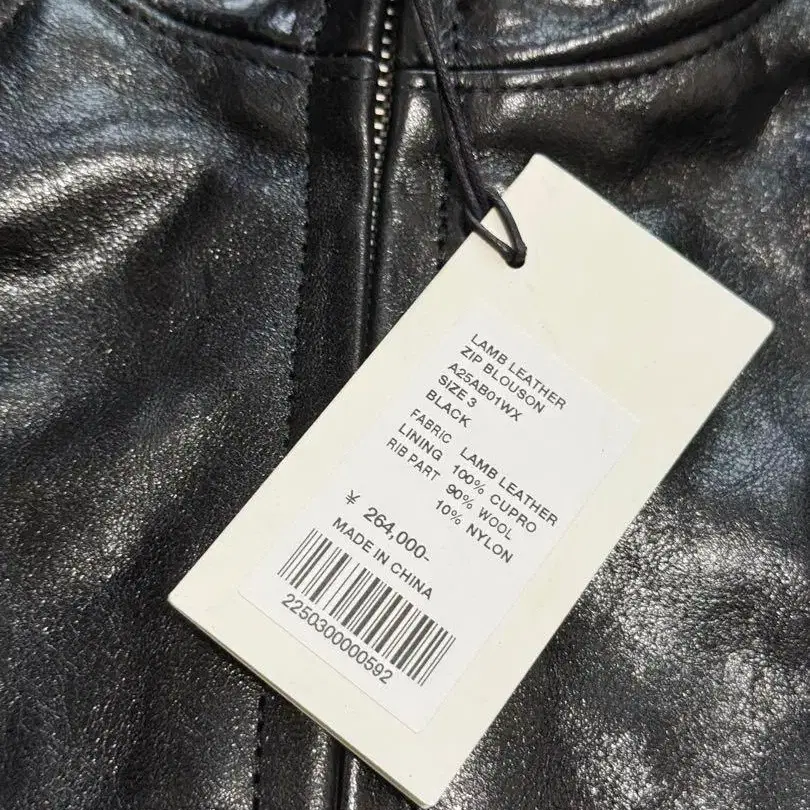 LAMB LEATHER
ZIP BLOUSON
A25AB01WX
SIZE 3
BLACK
FABRIC LAMB LEATHER
LINING 100% CUPRO
RIB PART 90% WOOL
10% NYLON
¥ 264,000-
MADE IN CHINA
2250300000592